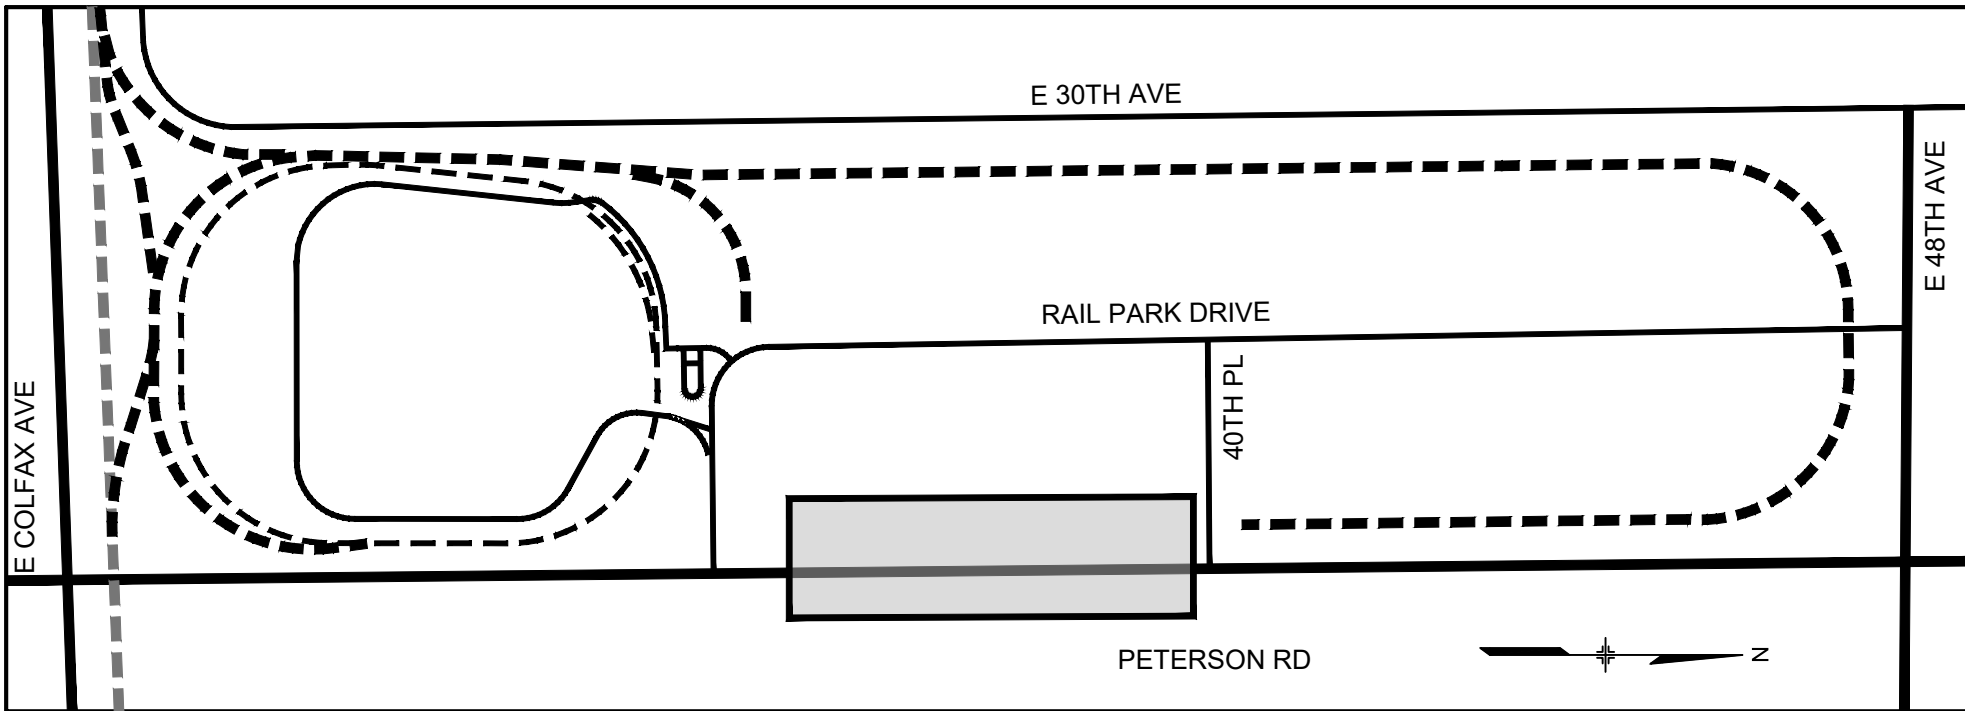 E 30TH AVE
E 48TH AVE
RAIL PARK DRIVE
40TH PL
E COLFAX AVE
PETERSON RD
N